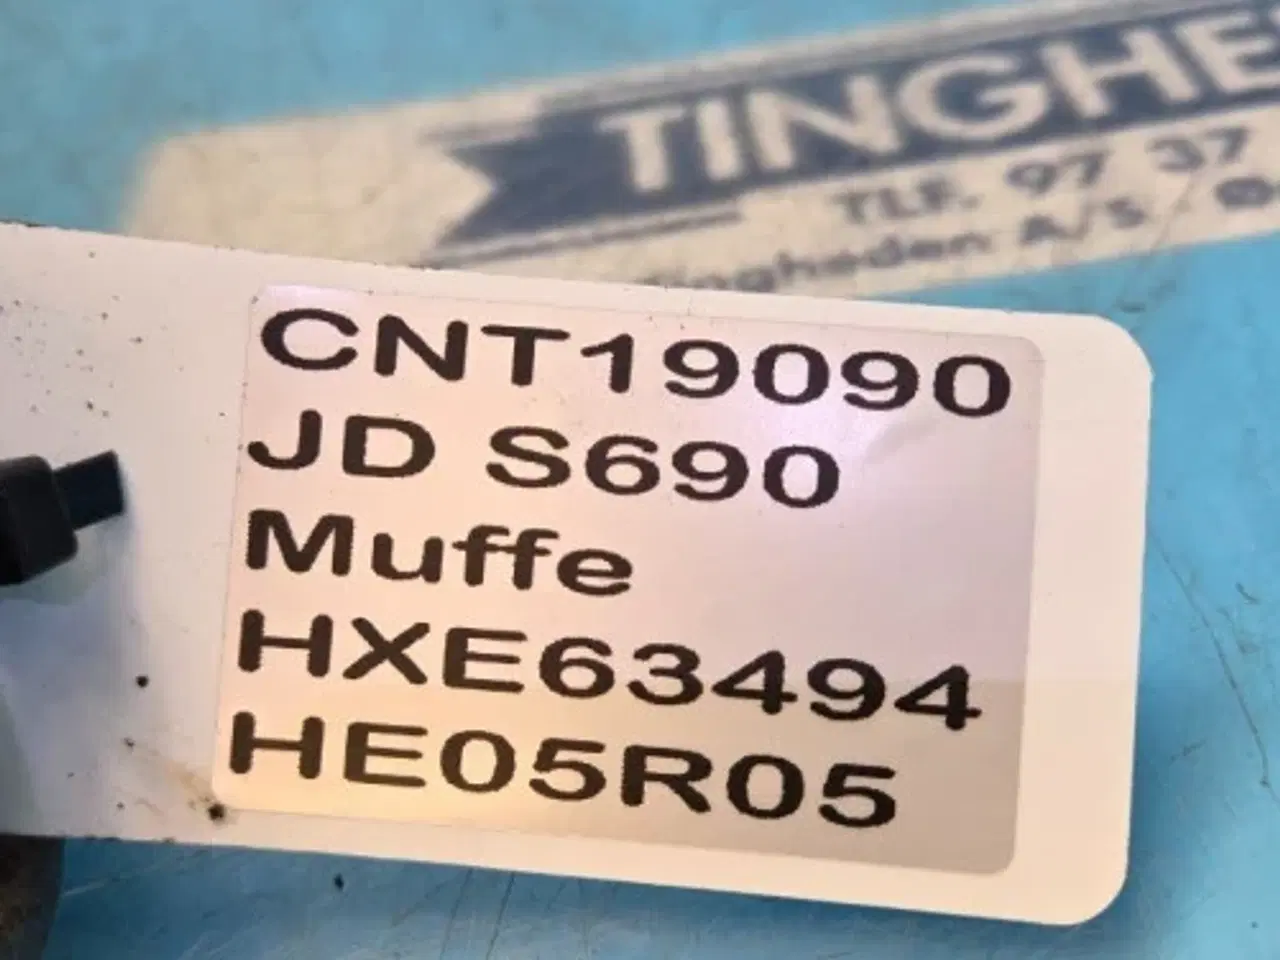 TINGHE
TLF. 97 37
Tingheden A/S
CNT19090
JD S690
Muffe
HXE63494
HE05R05